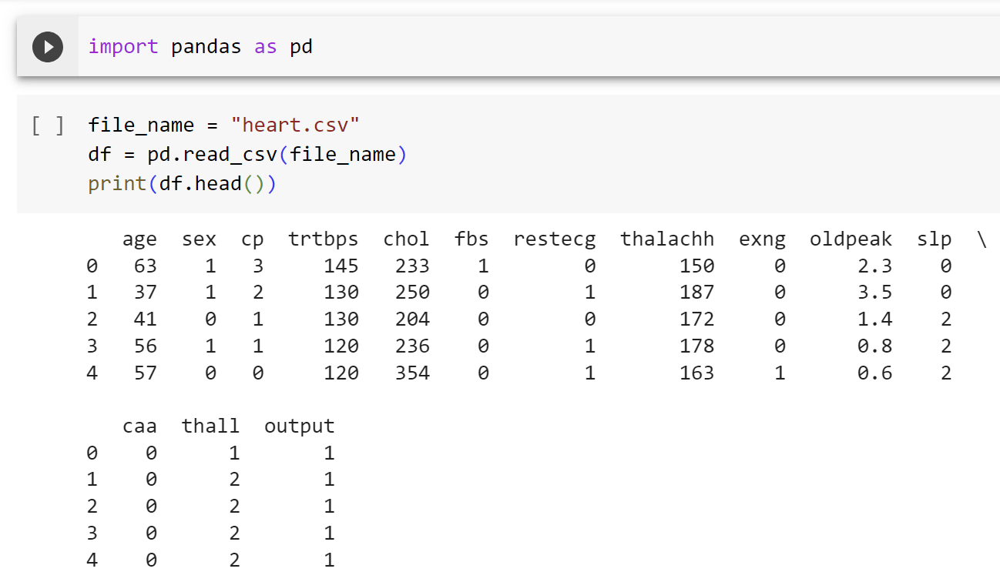 import pandas as pd
[ ] file_name = "heart.csv"
df = pd.read_csv(file_name)
print(df.head())
age sex cp trtbps chol fbs restecg thalachh exng oldpeak slp \
0 63 1 3 145 233 1 0 150 0 2.3 0
1 37 1 2 130 250 0 1 187 0 3.5 0
2 41 0 1 130 204 0 0 172 0 1.4 2
3 56 1 1 120 236 0 1 178 0 0.8 2
4 57 0 0 120 354 0 1 163 1 0.6 2
caa thall output
0 0 1 1
1 0 2 1
2 0 2 1
3 0 2 1
4 0 2 1